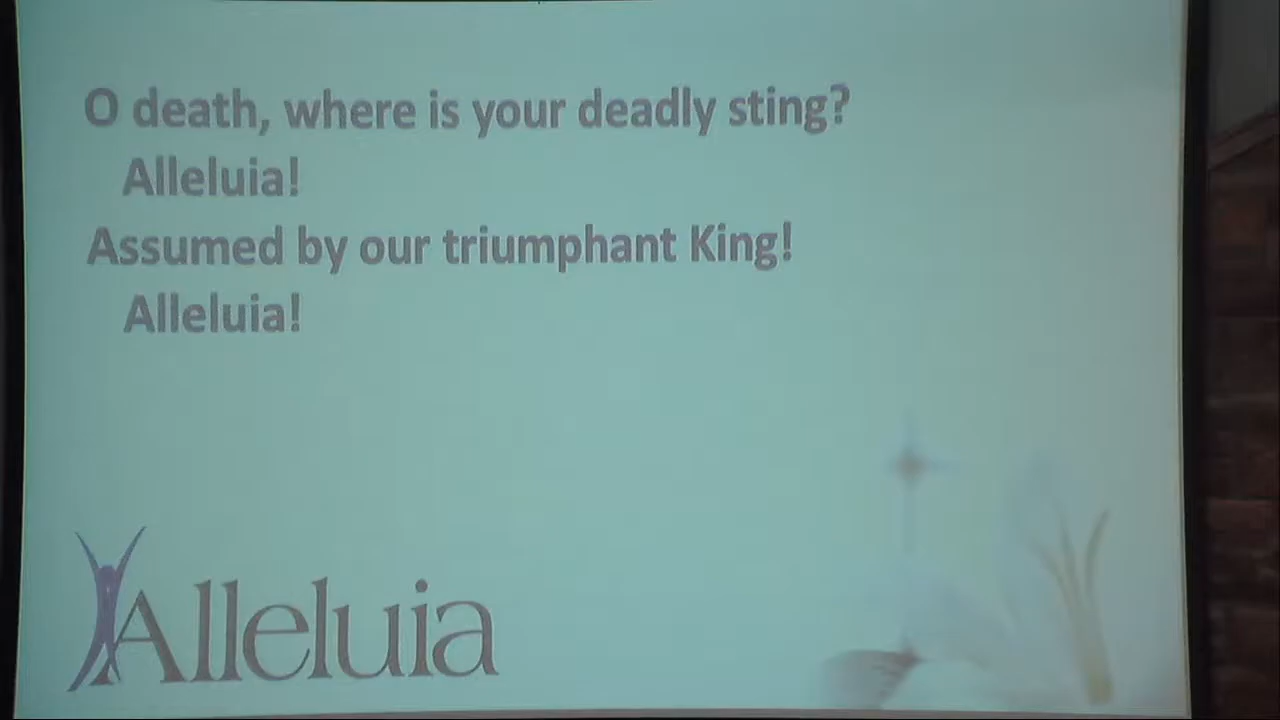 O death, where is your deadly sting?
Alleluia!
Assumed by our triumphant King!
Alleluia!
Alleluia